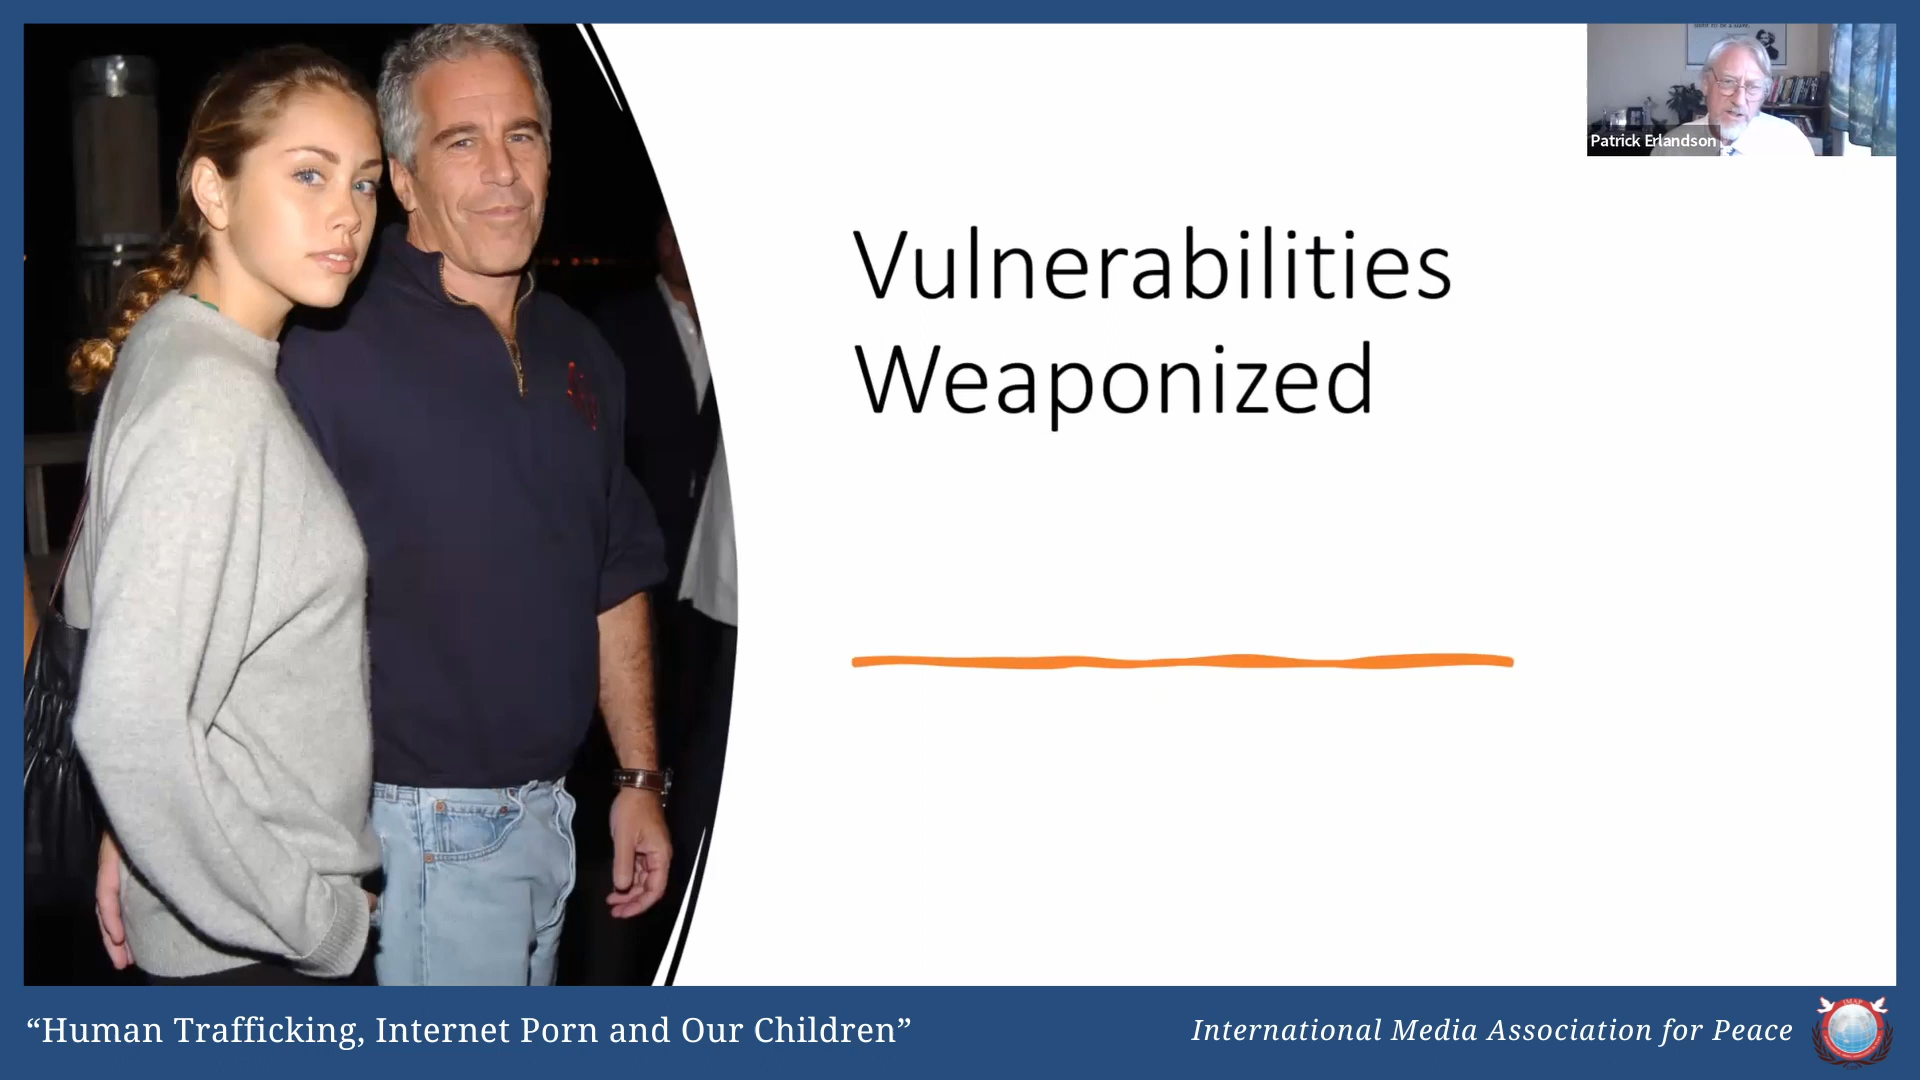 Patrick Erlandson
Vulnerabilities
Weaponized
“Human Trafficking, Internet Porn and Our Children”
International Media Association for Peace